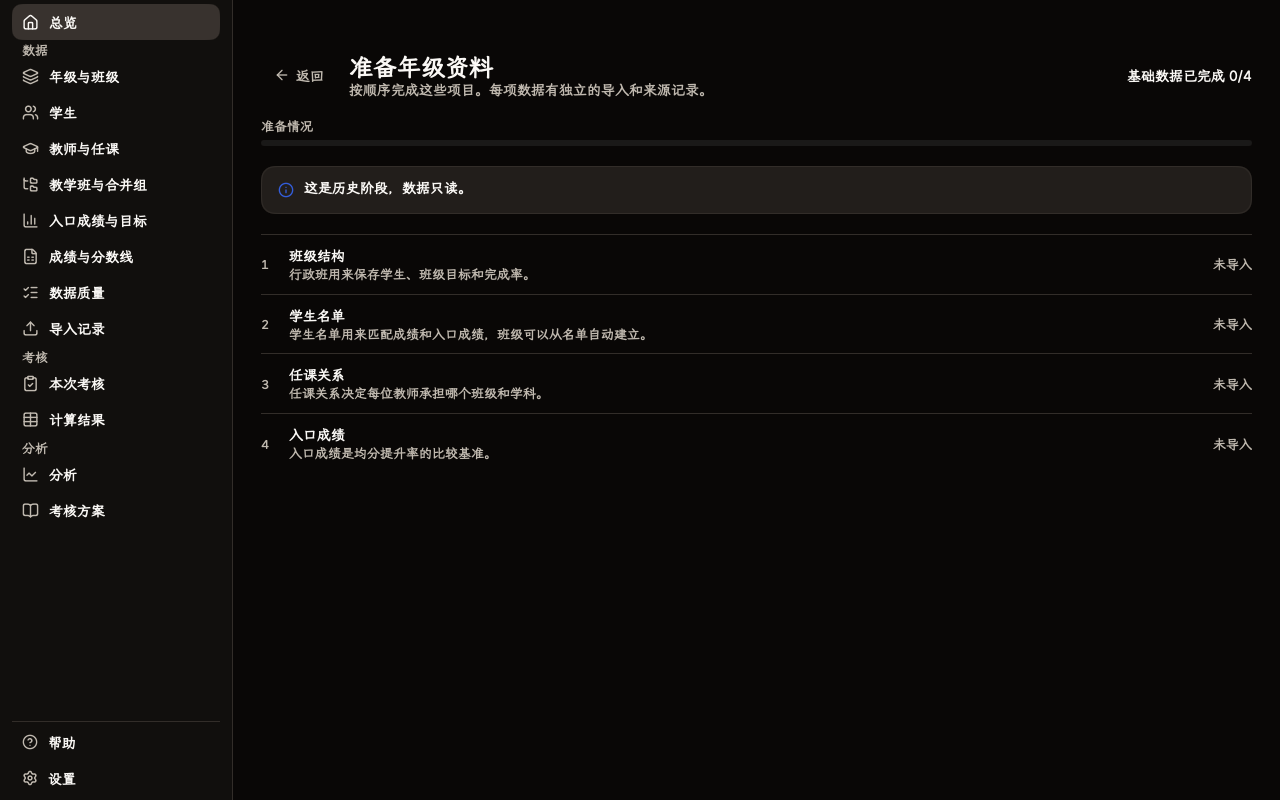 总览
数据
年级与班级
学生
教师与任课
教学班与合并组
入口成绩与目标
成绩与分数线
数据质量
导入记录
考核
本次考核
计算结果
分析
分析
考核方案
帮助
设置
返回
准备年级资料
按顺序完成这些项目。每项数据有独立的导入和来源记录。
基础数据已完成 0/4
准备情况
这是历史阶段，数据只读。
1
班级结构
行政班用来保存学生、班级目标和完成率。
未导入
2
学生名单
学生名单用来匹配成绩和入口成绩，班级可以从名单自动建立。
未导入
3
任课关系
任课关系决定每位教师承担哪个班级和学科。
未导入
4
入口成绩
入口成绩是均分提升率的比较基准。
未导入